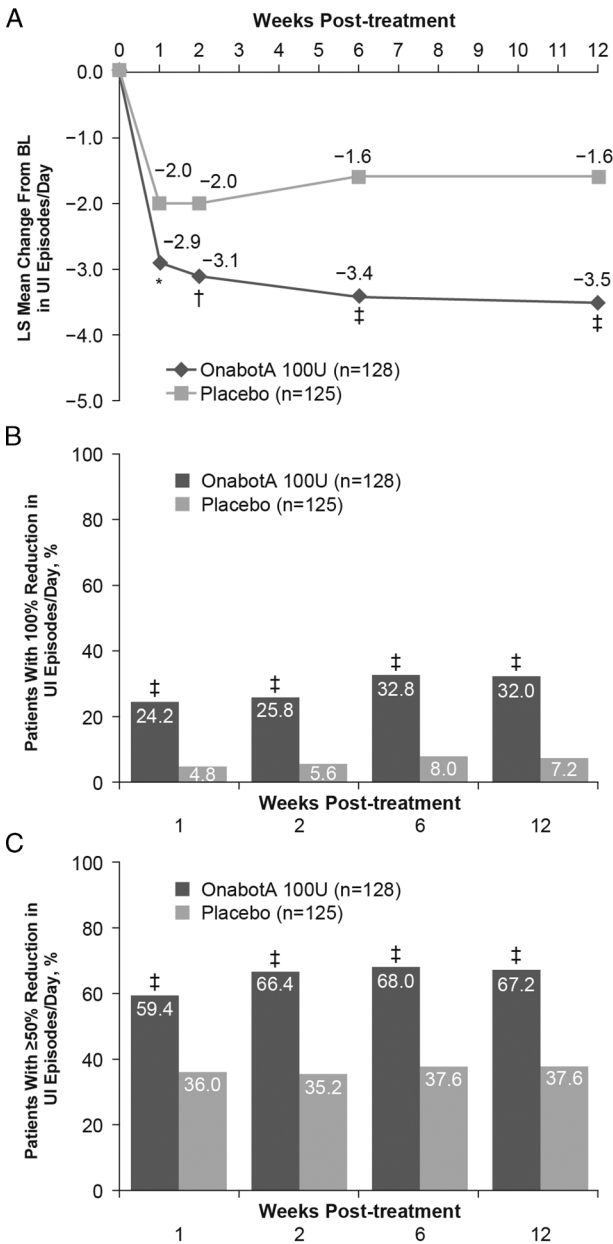 A
Weeks Post-treatment
0 1 2 3 4 5 6 7 8 9 10 11 12
0.0
−1.0
−2.0
−3.0
−4.0
−5.0
LS Mean Change From BL
in UI Episodes/Day
−2.0
−2.0
−1.6
−1.6
−2.9
−3.1
−3.4
−3.5
*
†
‡
‡
OnabotA 100U (n=128)
Placebo (n=125)
B
100
80
60
40
20
0
Patients With 100% Reduction in
UI Episodes/Day, %
OnabotA 100U (n=128)
Placebo (n=125)
‡ ‡ ‡ ‡
24.2 4.8 25.8 5.6 32.8 8.0 32.0 7.2
Weeks Post-treatment
1 2 6 12
C
100
80
60
40
20
0
Patients With ≥50% Reduction in
UI Episodes/Day, %
OnabotA 100U (n=128)
Placebo (n=125)
‡ ‡ ‡ ‡
59.4 36.0 66.4 35.2 68.0 37.6 67.2 37.6
Weeks Post-treatment
1 2 6 12